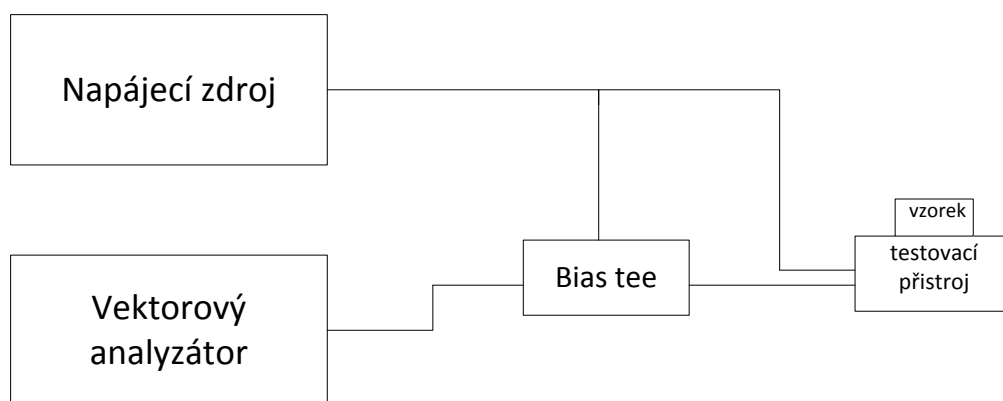 Napájecí zdroj
vzorek
testovací
přistroj
Bias tee
Vektorový
analyzátor